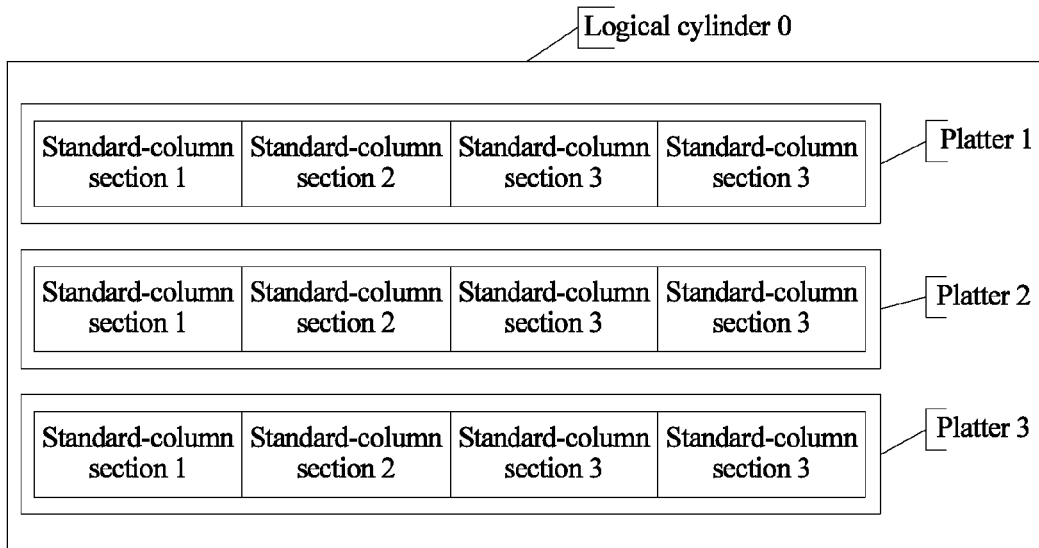 Logical cylinder 0
Standard-column Standard-column Standard-column Standard-column
section 1 section 2 section 3 section 3
Platter 1
Standard-column Standard-column Standard-column Standard-column
section 1 section 2 section 3 section 3
Platter 2
Standard-column Standard-column Standard-column Standard-column
section 1 section 2 section 3 section 3
Platter 3